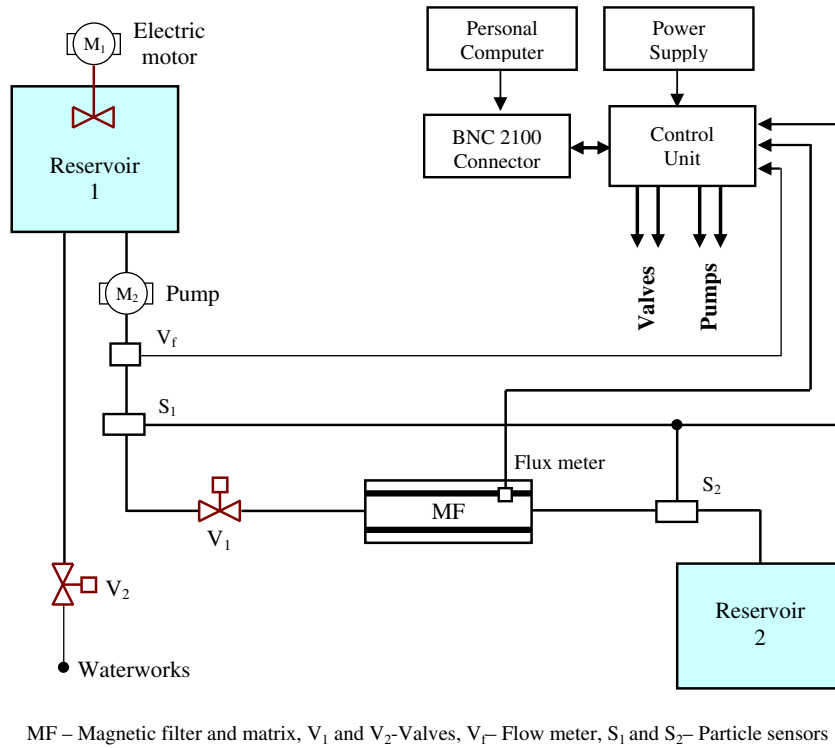 M₁
Electric
motor
Personal
Computer
Power
Supply
Reservoir
1
BNC 2100
Connector
Control
Unit
M₂
Pump
Valves
Pumps
V_f
S₁
Flux meter
MF
S₂
V₁
V₂
Reservoir
2
Waterworks
MF – Magnetic filter and matrix, V₁ and V₂-Valves, V_f– Flow meter, S₁ and S₂– Particle sensors